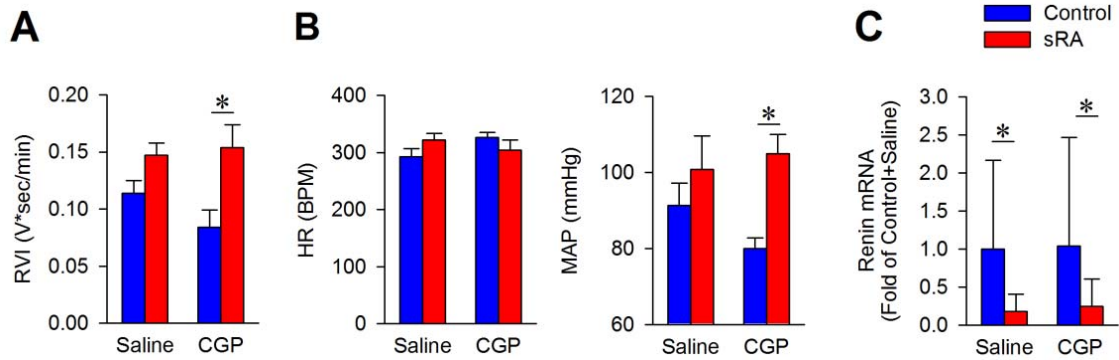 A
B
C
Control
sRA
RVI (V*sec/min)
0.20
0.15
0.10
0.05
0.00
*
Saline
CGP
HR (BPM)
400
300
200
100
0
Saline
CGP
MAP (mmHg)
120
100
80
60
*
Saline
CGP
Renin mRNA
(Fold of Control+Saline)
3.0
2.5
2.0
1.5
1.0
0.5
0.0
*
*
Saline
CGP